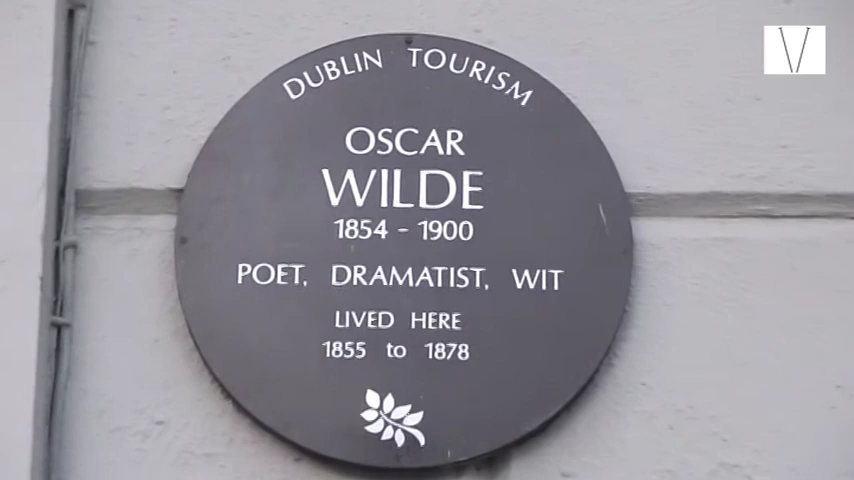 DUBLIN TOURISM
OSCAR
WILDE
1854 - 1900
POET, DRAMATIST, WIT
LIVED HERE
1855 to 1878
V